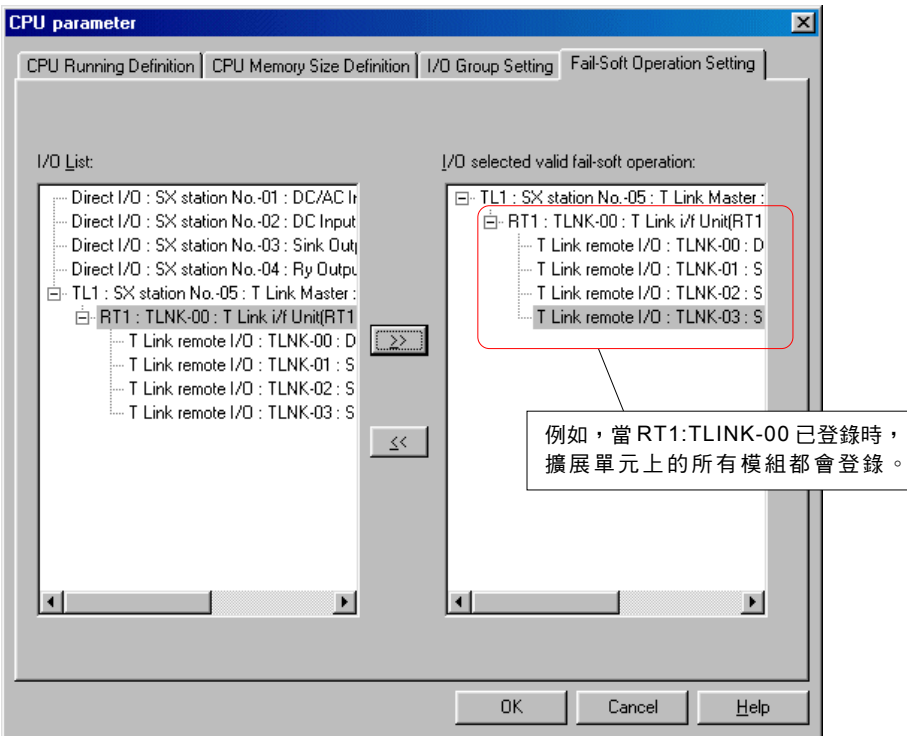 CPU parameter
CPU Running Definition CPU Memory Size Definition I/O Group Setting Fail-Soft Operation Setting
I/O List:
Direct I/O : SX station No.-01 : DC/AC Ir
Direct I/O : SX station No.-02 : DC Input
Direct I/O : SX station No.-03 : Sink Out
Direct I/O : SX station No.-04 : Ry Outpu
TL1 : SX station No.-05 : T Link Master :
RT1 : TLNK-00 : T Link i/f Unit(RT1
T Link remote I/O : TLNK-00 : D
T Link remote I/O : TLNK-01 : S
T Link remote I/O : TLNK-02 : S
T Link remote I/O : TLNK-03 : S
>>
<<
I/O selected valid fail-soft operation:
TL1 : SX station No.-05 : T Link Master :
RT1 : TLNK-00 : T Link i/f Unit(RT1
T Link remote I/O : TLNK-00 : D
T Link remote I/O : TLNK-01 : S
T Link remote I/O : TLNK-02 : S
T Link remote I/O : TLNK-03 : S
例如，當RT1:TLINK-00 已登錄時，
擴展單元上的所有模組都會登錄。
OK Cancel Help